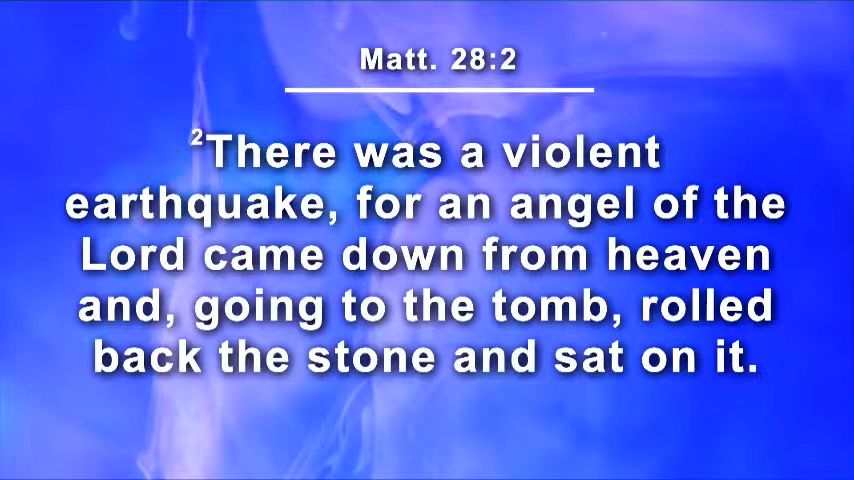 Matt. 28:2
²There was a violent
earthquake, for an angel of the
Lord came down from heaven
and, going to the tomb, rolled
back the stone and sat on it.